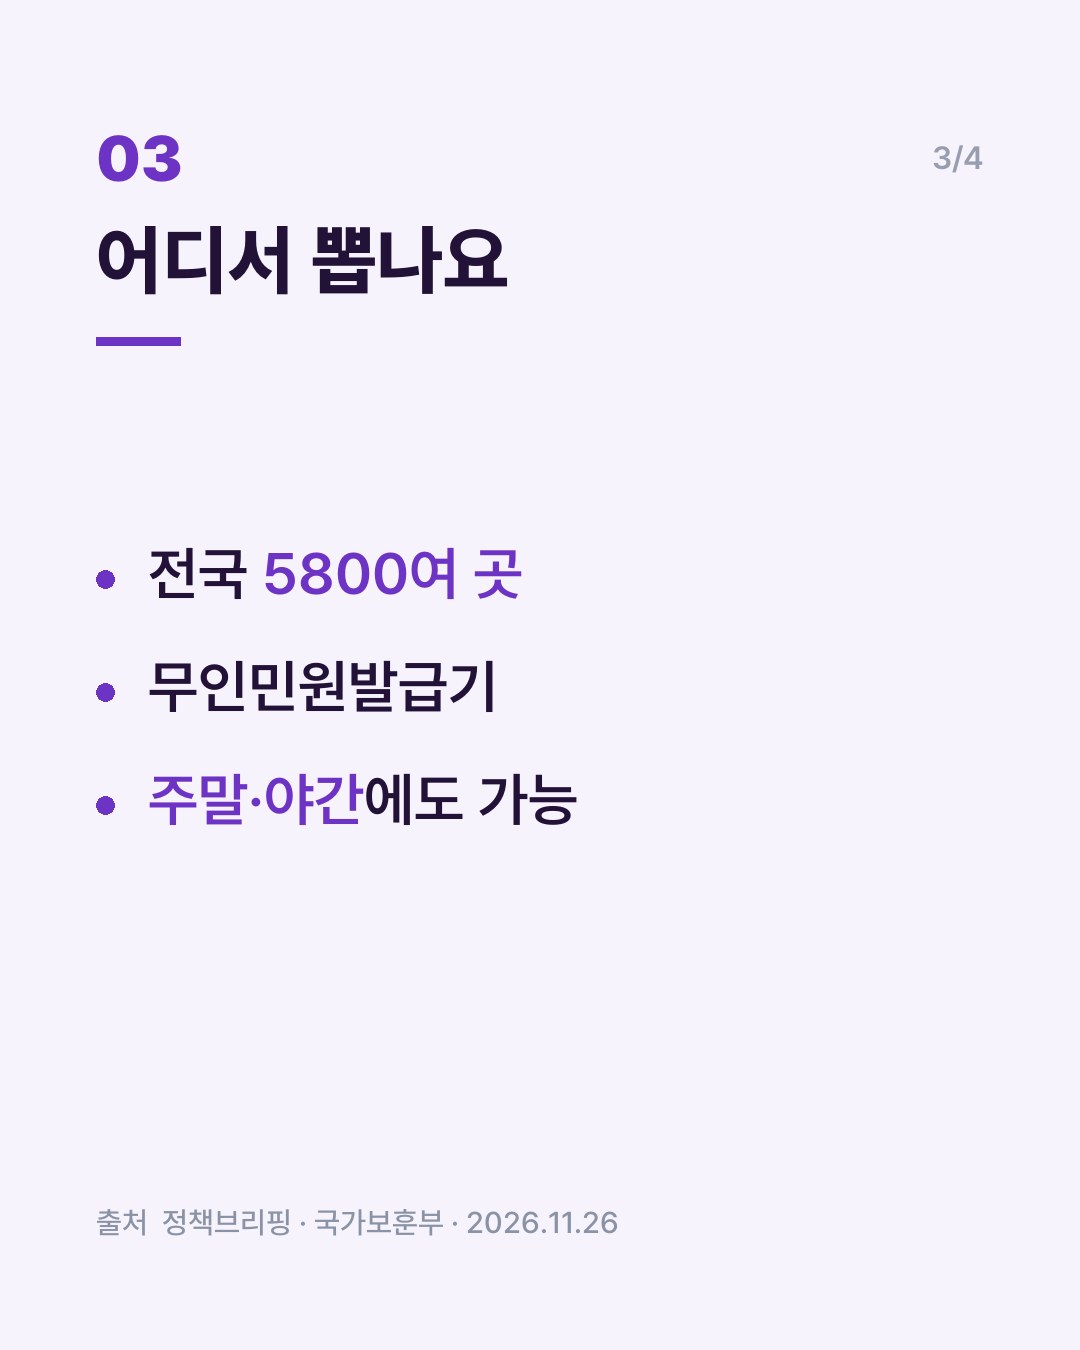 03
3/4
어디서 뽑나요
• 전국 5800여 곳
• 무인민원발급기
• 주말·야간에도 가능
출처 정책브리핑 · 국가보훈부 · 2026.11.26